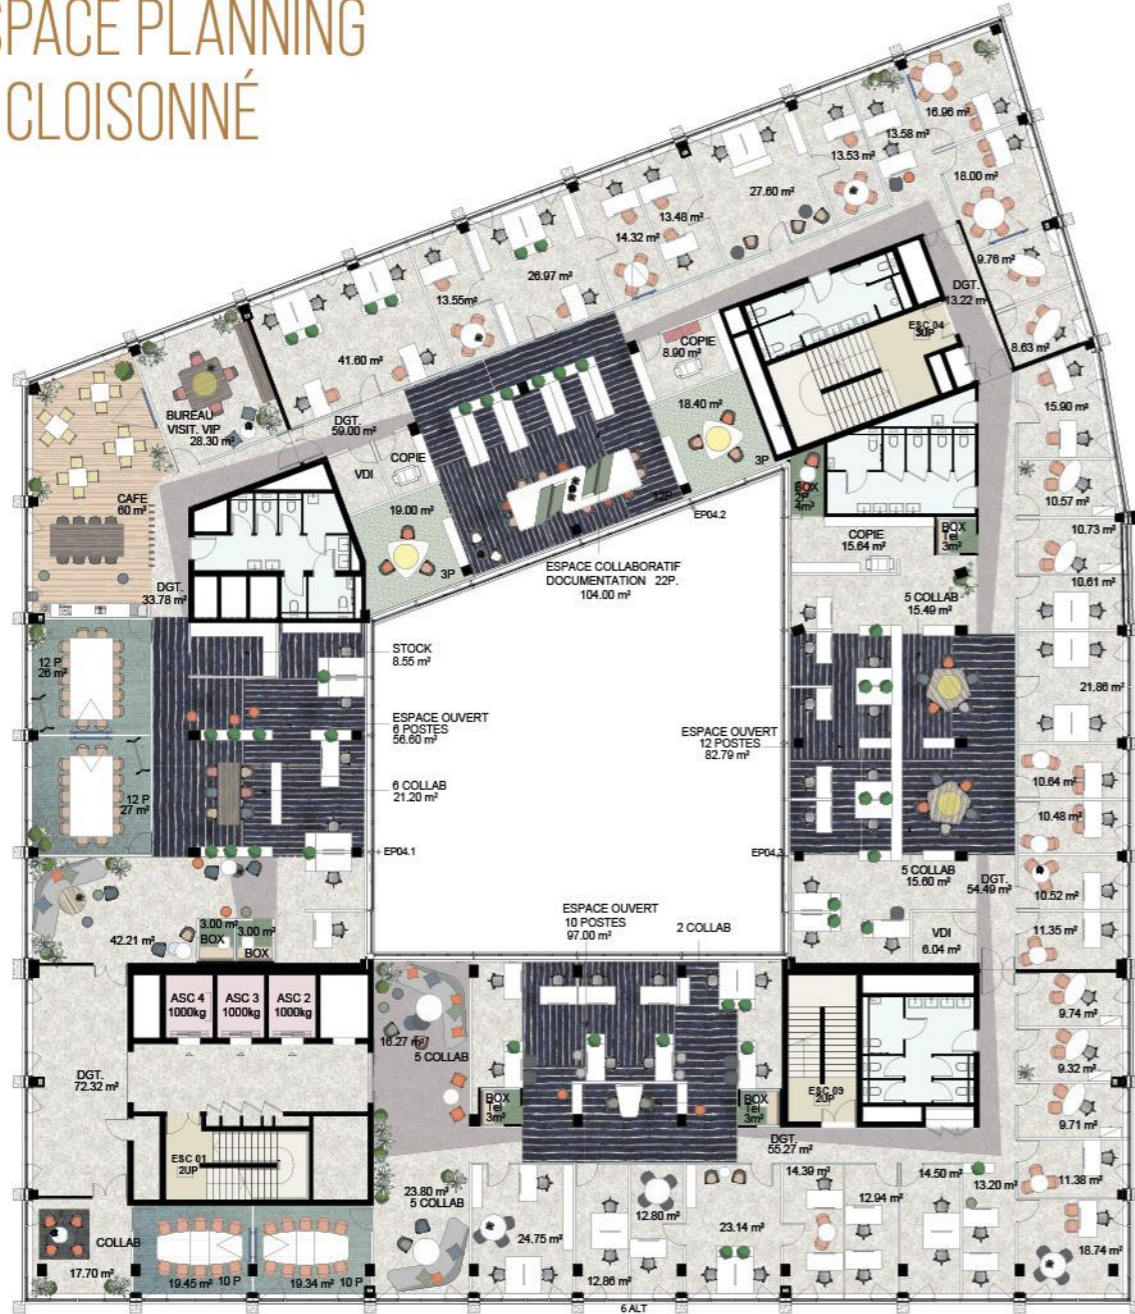 SPACE PLANNING
CLOISONNÉ
16.96 m²
13.58 m²
13.53 m²
18.00 m²
27.60 m²
13.48 m²
14.32 m²
9.76 m²
26.97 m²
DGT.
13.22 m
13.55m²
ESC 04
3UP
8.63 m²
COPIE
8.90 m²
41.60 m²
15.90 m²
18.40 m²
BUREAU
VISIT. VIP
28.30 m²
DGT.
59.00 m²
COPIE
VDI
3P
BOX
2P
4m²
10.57 m²
CAFE
60 m²
12P
19.00 m²
EP04.2
10.73 m²
COPIE
15.64 m²
BOX
Tel
3m²
3P
ESPACE COLLABORATIF
DOCUMENTATION 22P.
104.00 m²
10.61 m²
DGT.
33.78 m²
5 COLLAB
15.49 m²
STOCK
8.55 m²
12 P
26 m²
21.86 m²
ESPACE OUVERT
6 POSTES
56.60 m²
ESPACE OUVERT
12 POSTES
82.79 m²
6 COLLAB
21.20 m²
10.64 m²
12 P
27 m²
10.48 m²
EP04.1
EP04.3
5 COLLAB
15.60 m²
DGT.
54.49 m²
10.52 m²
ESPACE OUVERT
10 POSTES
97.00 m²
2 COLLAB
3.00 m²
BOX
3.00 m²
BOX
42.21 m²
VDI
6.04 m²
11.35 m²
ASC 4
1000kg
ASC 3
1000kg
ASC 2
1000kg
9.74 m²
16.27 m²
5 COLLAB
9.32 m²
DGT.
72.32 m²
BOX
Tel
3m²
BOX
Tel
3m²
ESC 09
2UP
9.71 m²
DGT.
55.27 m²
ESC 01
2UP
14.39 m²
14.50 m²
13.20 m²
11.38 m²
23.80 m²
5 COLLAB
12.94 m²
12.80 m²
23.14 m²
COLLAB
24.75 m²
18.74 m²
17.70 m²
19.45 m² 10 P
19.34 m² 10 P
12.86 m²
6 ALT